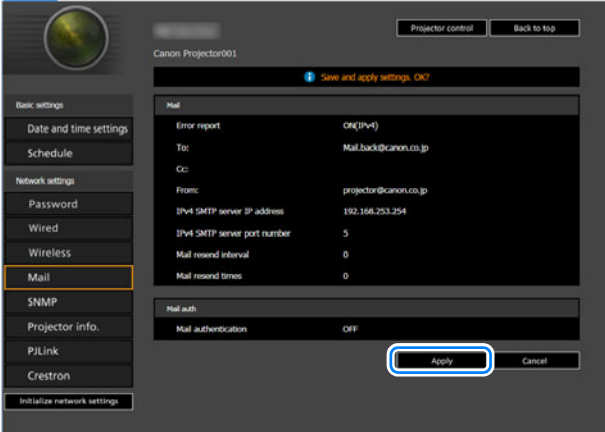 Projector control
Back to top
Canon Projector001
Save and apply settings. OK?
Basic settings
Date and time settings
Schedule
Network settings
Password
Wired
Wireless
Mail
SNMP
Projector info.
PJLink
Crestron
Initialize network settings
Mail
Error report ON(IPv4)
To: Mail.back@canon.co.jp
Cc:
From: projector@canon.co.jp
IPv4 SMTP server IP address 192.168.253.254
IPv4 SMTP server port number 5
Mail resend interval 0
Mail resend times 0
Mail auth
Mail authentication OFF
Apply
Cancel